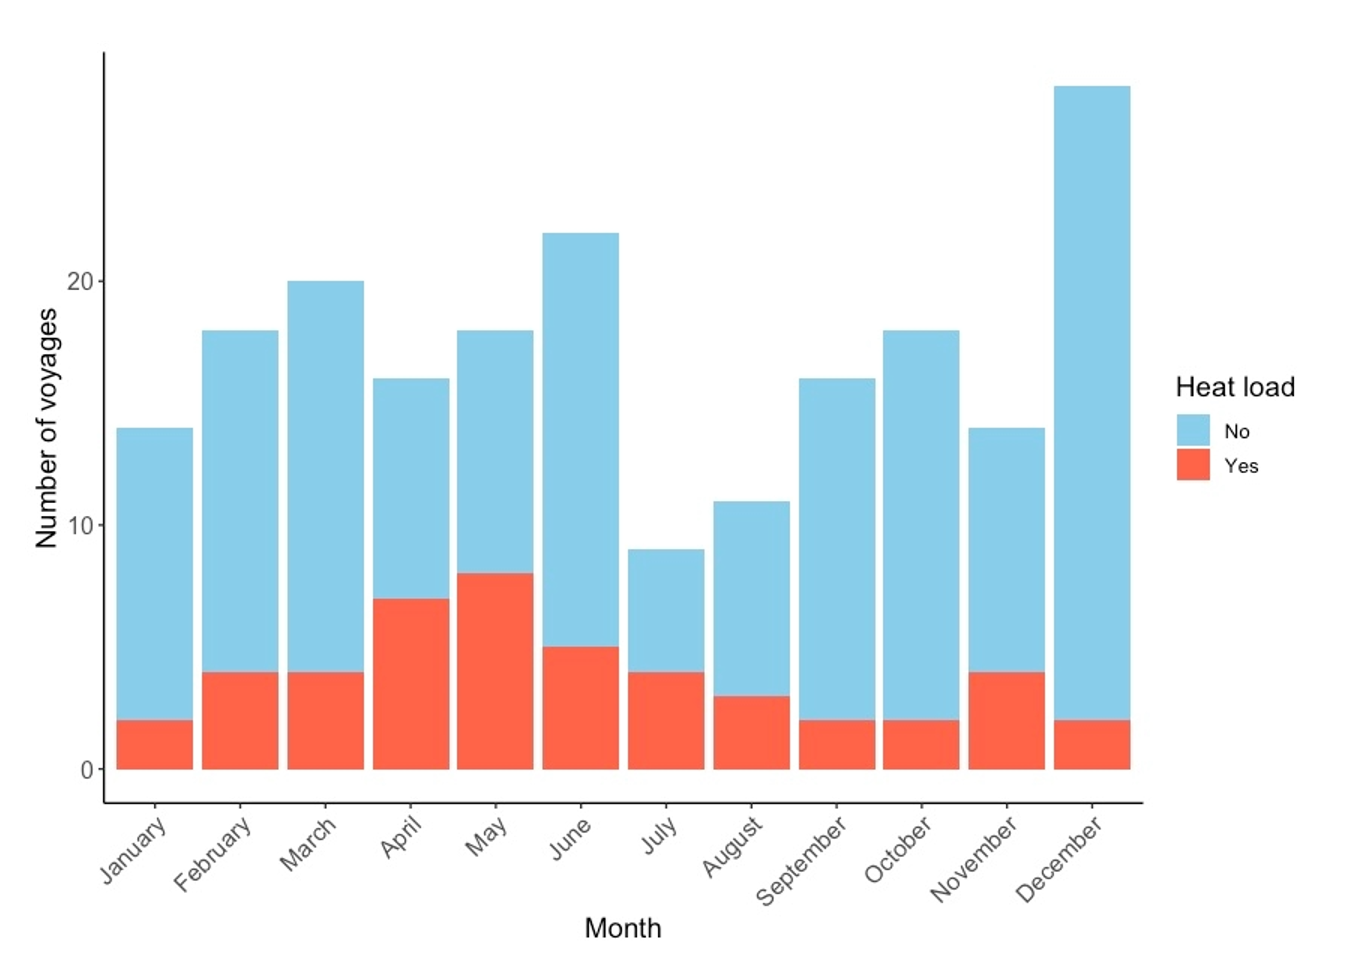 Number of voyages
20
10
0
January
February
March
April
May
June
July
August
September
October
November
December
Month
Heat load
No
Yes